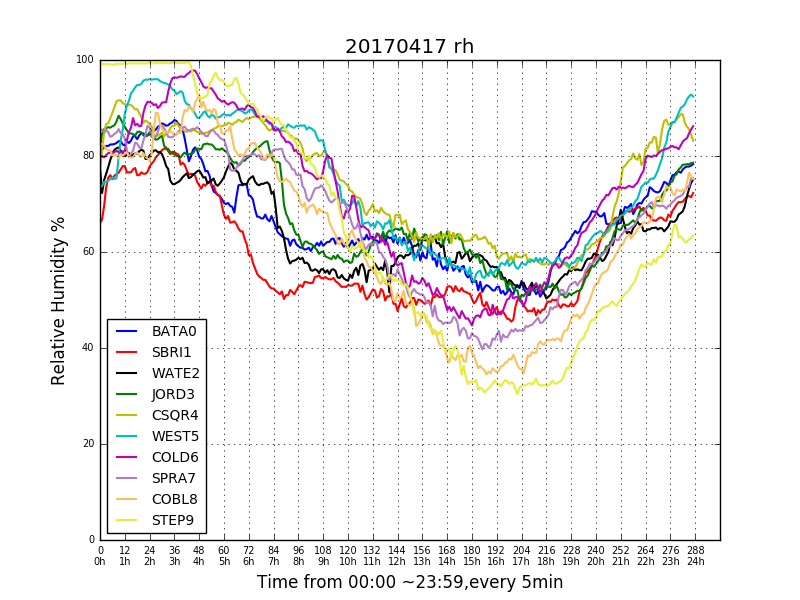 20170417 rh
100
80
60
40
20
0
Relative Humidity %
BATA0
SBRI1
WATE2
JORD3
CSQR4
WEST5
COLD6
SPRA7
COBL8
STEP9
0 12 24 36 48 60 72 84 96 108 120 132 144 156 168 180 192 204 216 228 240 252 264 276 288
0h 1h 2h 3h 4h 5h 6h 7h 8h 9h 10h 11h 12h 13h 14h 15h 16h 17h 18h 19h 20h 21h 22h 23h 24h
Time from 00:00 ~23:59,every 5min